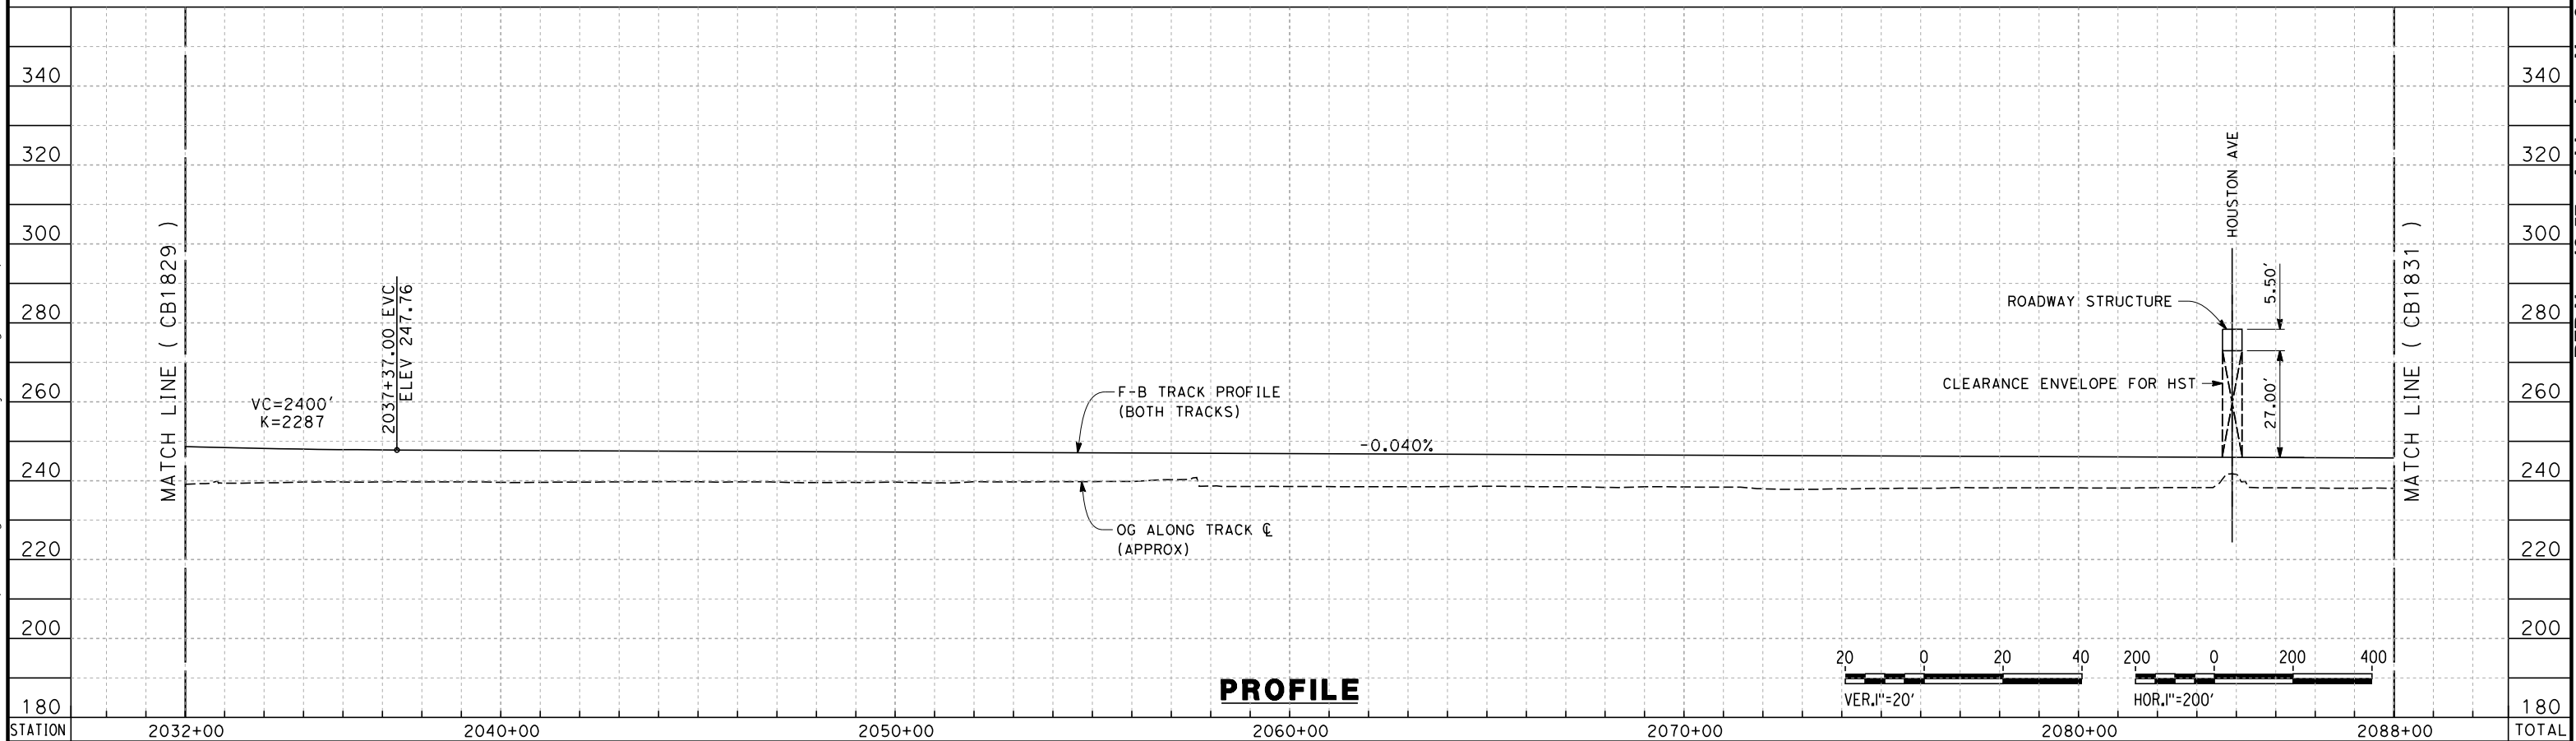 340
320
300
280
260
240
220
200
180
STATION
MATCH LINE ( CB1829 )
VC=2400'
K=2287
2037+37.00 EVC
ELEV 247.76
F-B TRACK PROFILE
(BOTH TRACKS)
OG ALONG TRACK ℄
(APPROX)
-0.040%
HOUSTON AVE
ROADWAY STRUCTURE
CLEARANCE ENVELOPE FOR HST
5.50'
27.00'
MATCH LINE ( CB1831 )
340
320
300
280
260
240
220
200
180
TOTAL
PROFILE
20 0 20 40
VER.1"=20'
200 0 200 400
HOR.1"=200'
2032+00 2040+00 2050+00 2060+00 2070+00 2080+00 2088+00